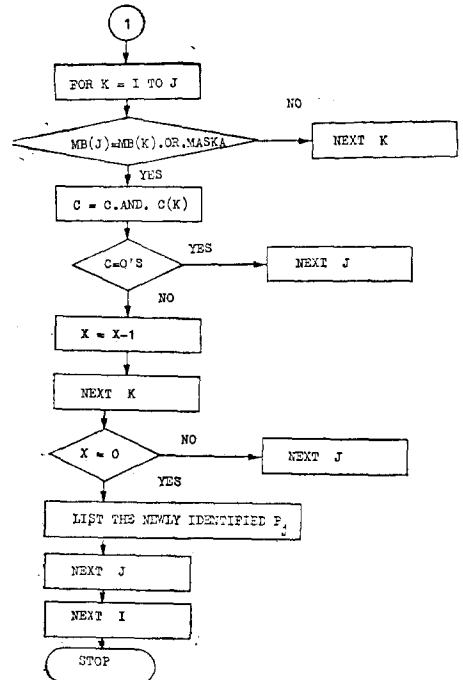 1
FOR K = I TO J
NO
MB(J)=MB(K).OR.MASKA
NEXT K
YES
C = C.AND. C(K)
YES
C=O'S
NEXT J
NO
X = X-1
NEXT K
NO
X = 0
NEXT J
YES
LIST THE NEWLY IDENTIFIED Pj
NEXT J
NEXT I
STOP